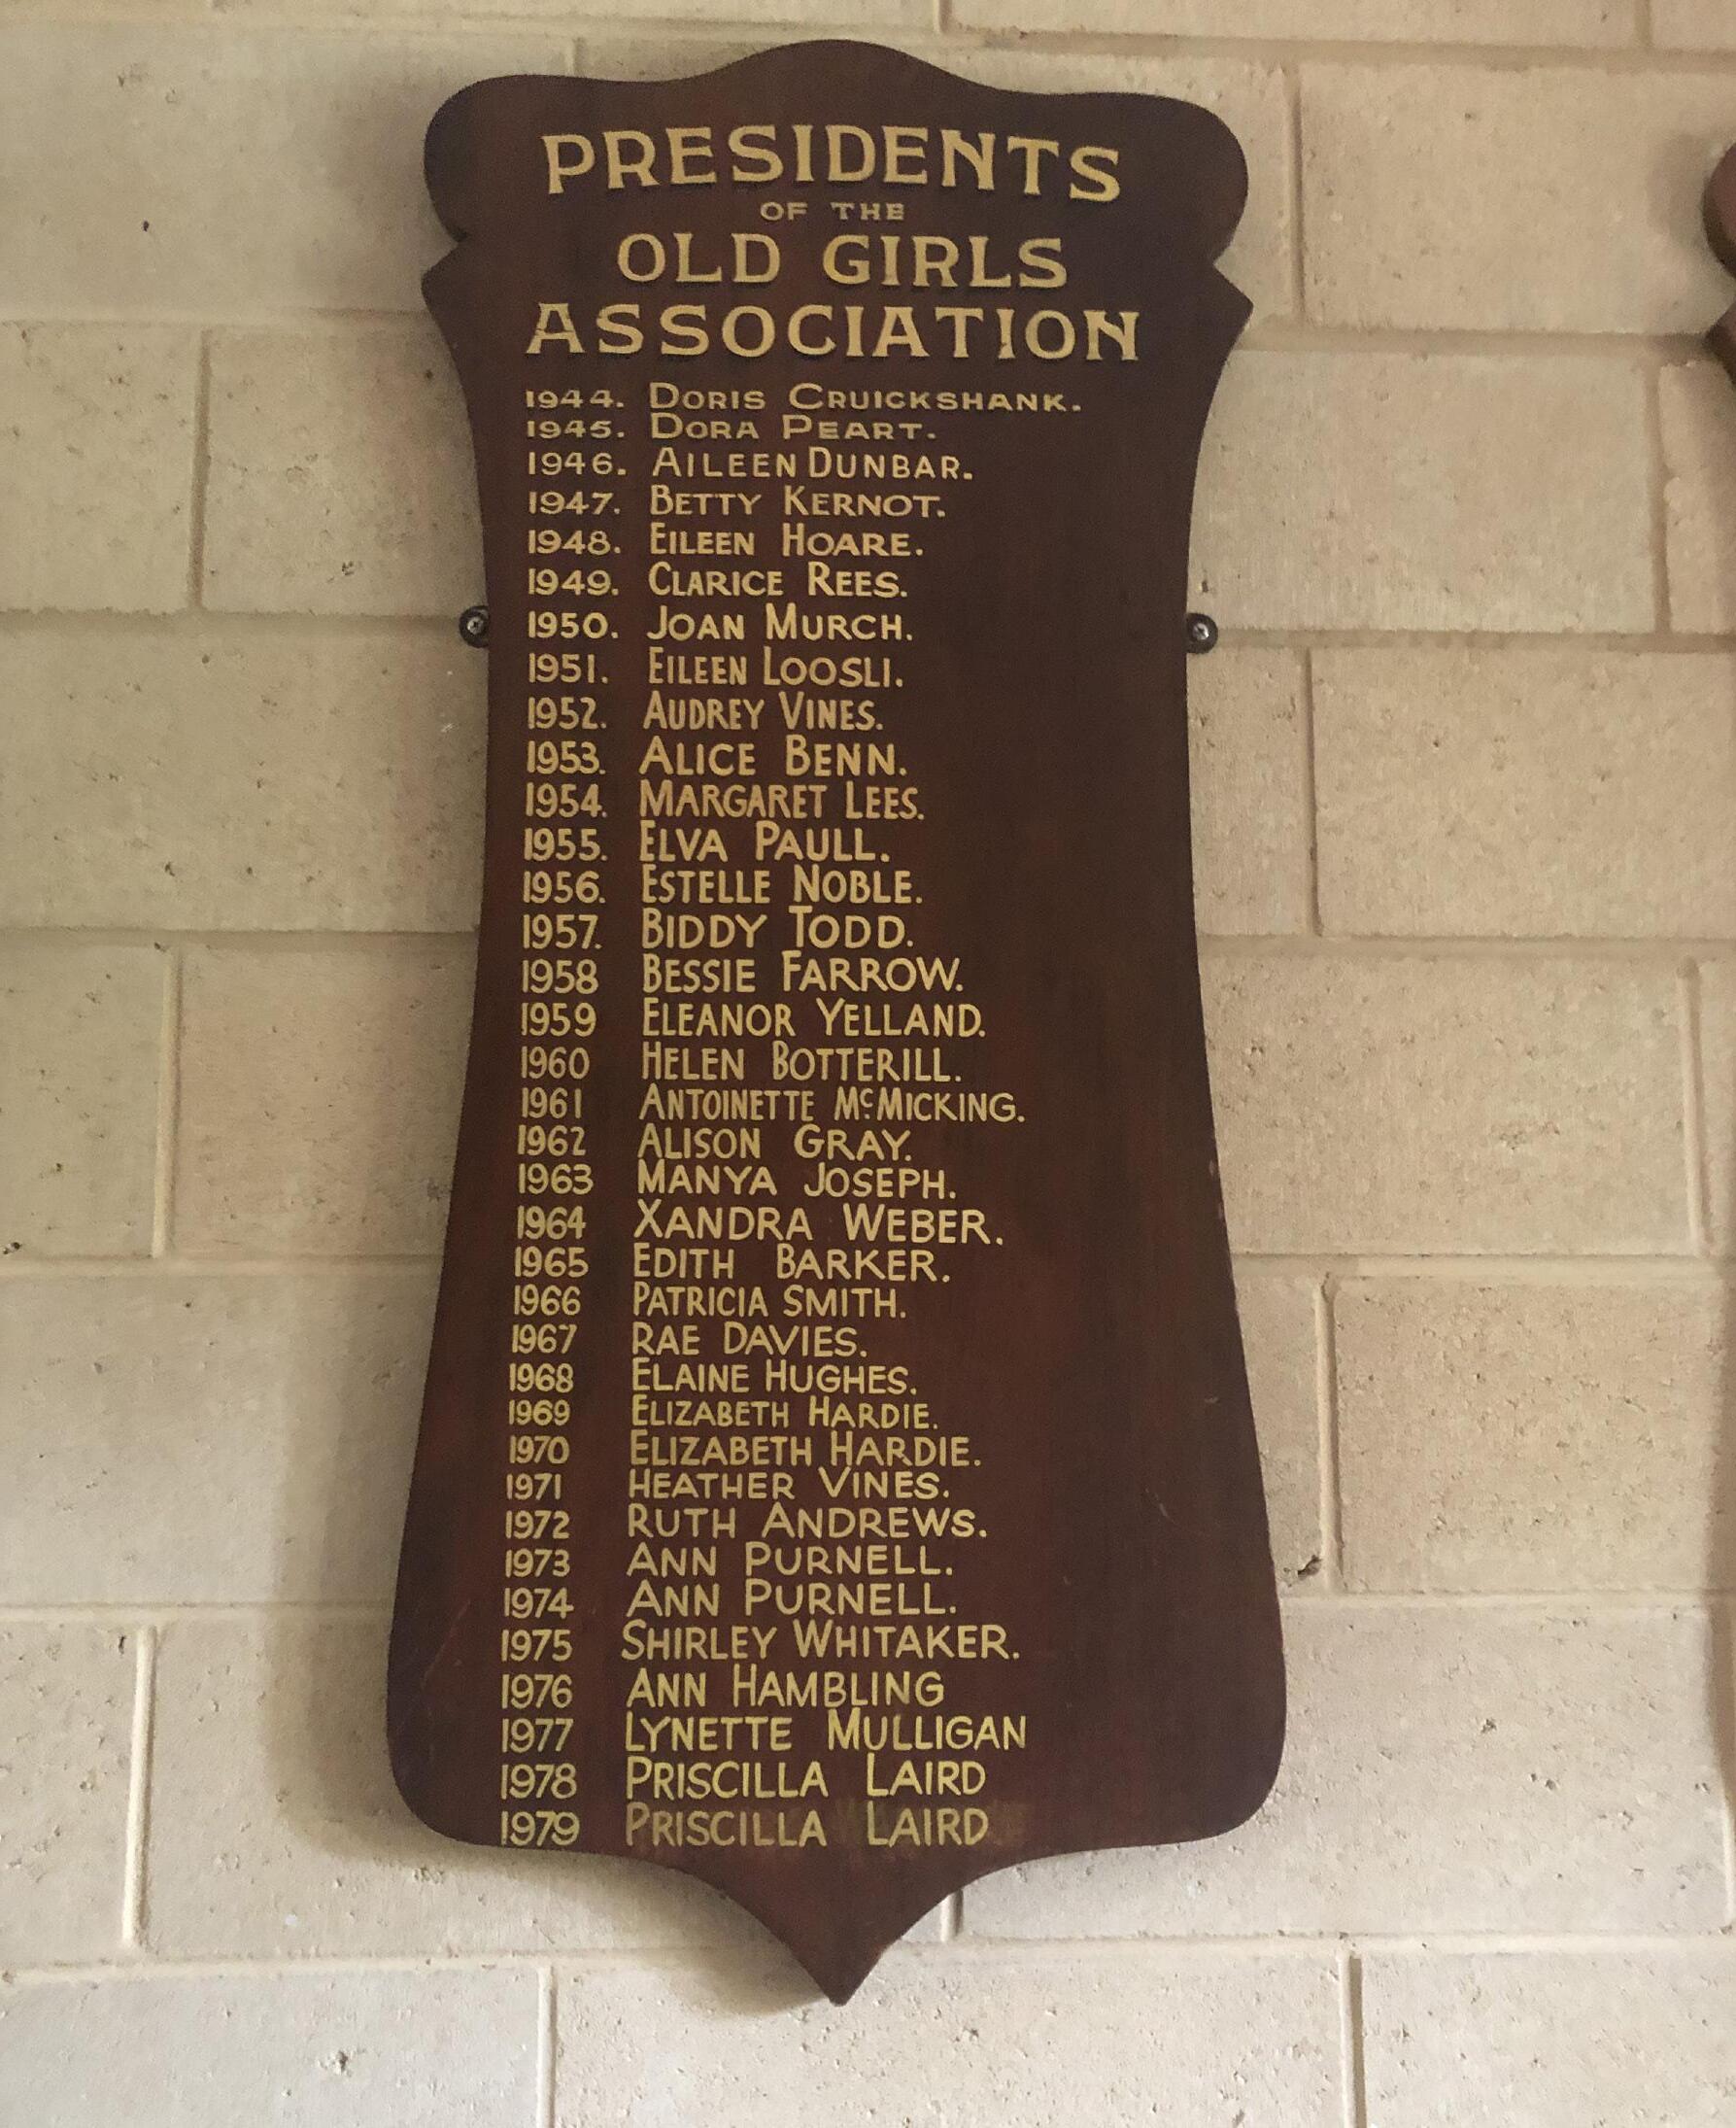 PRESIDENTS
OF THE
OLD GIRLS
ASSOCIATION
1944. DORIS CRUICKSHANK.
1945. DORA PEART.
1946. AILEEN DUNBAR.
1947. BETTY KERNOT.
1948. EILEEN HOARE.
1949. CLARICE REES.
1950. JOAN MURCH.
1951. EILEEN LOOSLI.
1952. AUDREY VINES.
1953. ALICE BENN.
1954. MARGARET LEES.
1955. ELVA PAULL.
1956. ESTELLE NOBLE.
1957. BIDDY TODD.
1958 BESSIE FARROW.
1959 ELEANOR YELLAND.
1960 HELEN BOTTERILL.
1961 ANTOINETTE McMICKING.
1962 ALISON GRAY.
1963 MANYA JOSEPH.
1964 XANDRA WEBER.
1965 EDITH BARKER.
1966 PATRICIA SMITH.
1967 RAE DAVIES.
1968 ELAINE HUGHES.
1969 ELIZABETH HARDIE.
1970 ELIZABETH HARDIE.
1971 HEATHER VINES.
1972 RUTH ANDREWS.
1973 ANN PURNELL.
1974 ANN PURNELL.
1975 SHIRLEY WHITAKER.
1976 ANN HAMBLING
1977 LYNETTE MULLIGAN
1978 PRISCILLA LAIRD
1979 PRISCILLA LAIRD